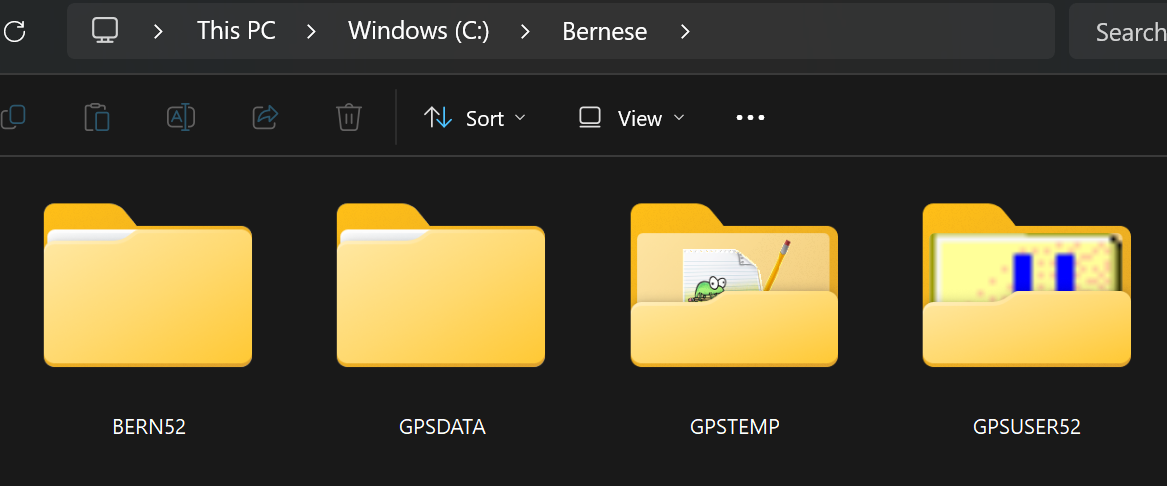 This PC > Windows (C:) > Bernese >
Search
Sort
View
BERN52
GPSDATA
GPSTEMP
GPSUSER52